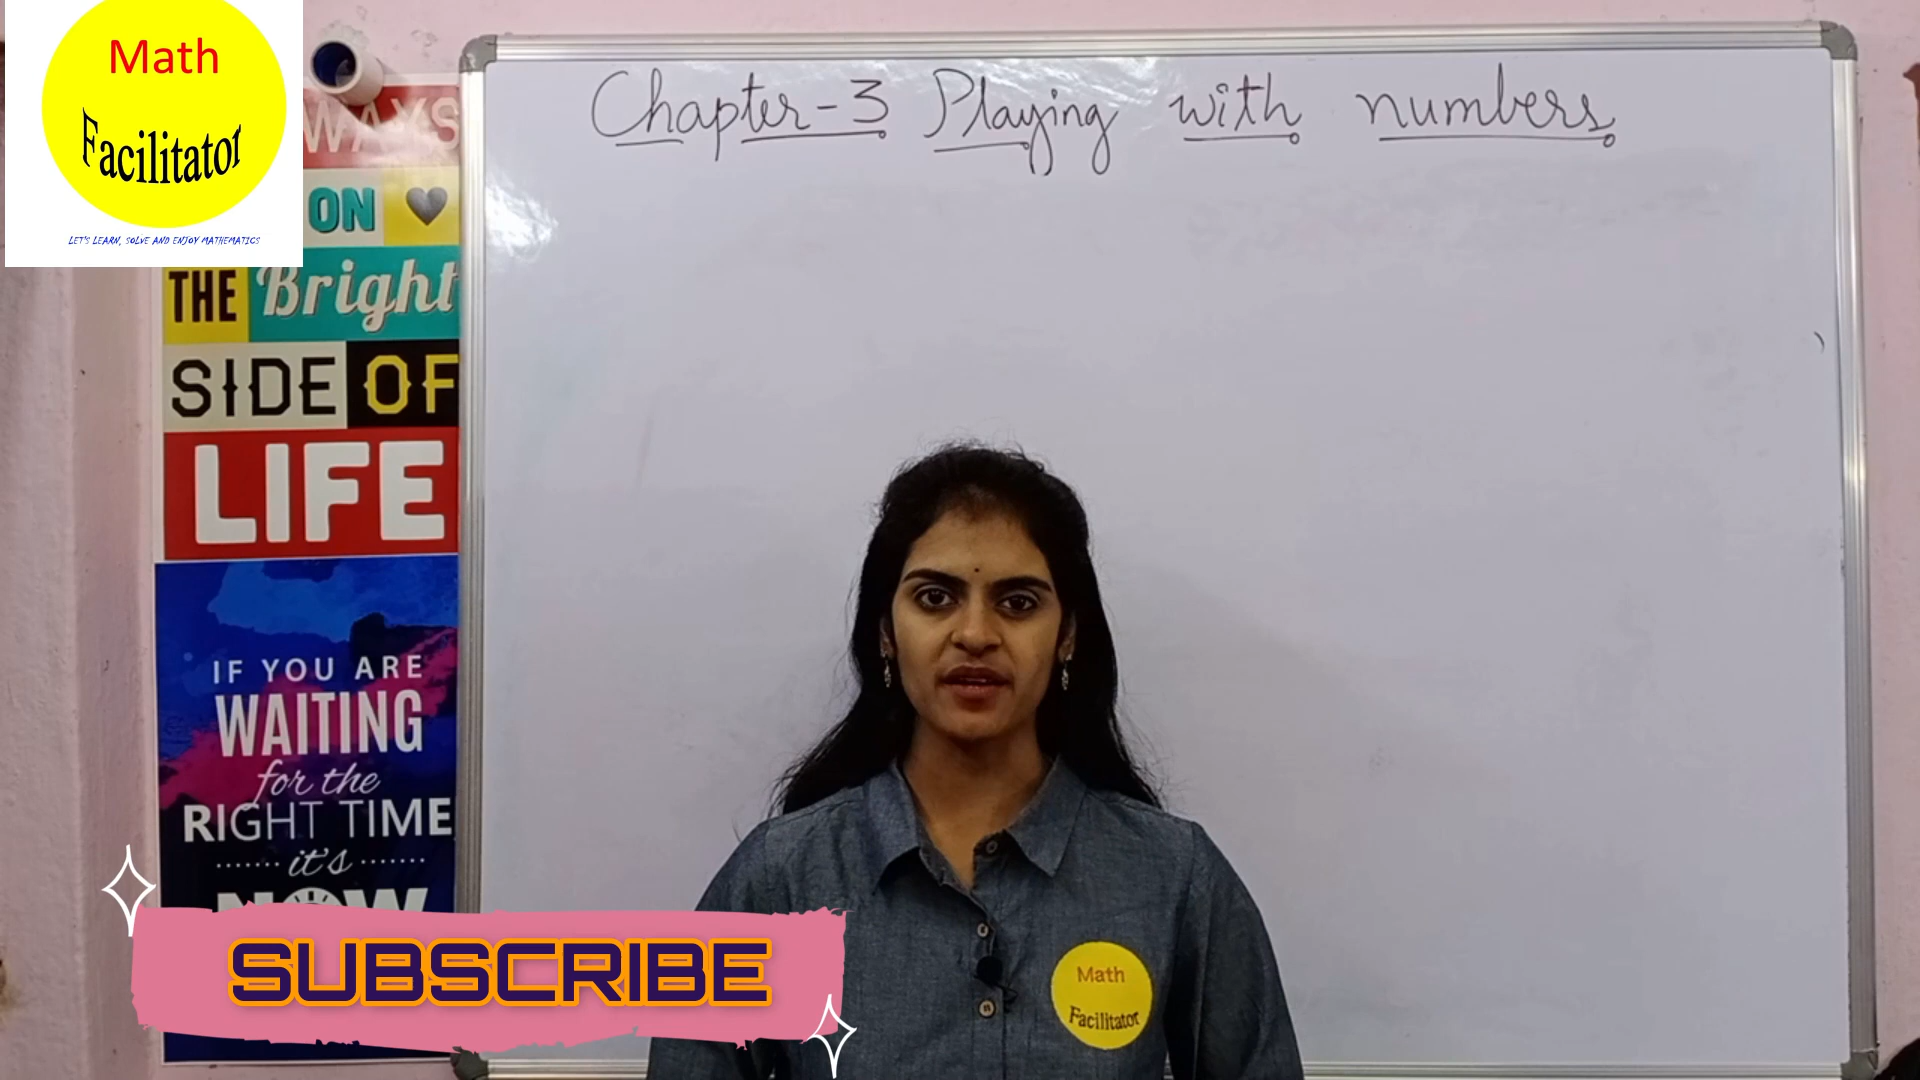 Math
Facilitator
LET'S LEARN, SOLVE AND ENJOY MATHEMATICS
Chapter-3 Playing with numbers
WAYS
ON
THE Bright
SIDE OF
LIFE
IF YOU ARE
WAITING
for the
RIGHT TIME
it's
NOW
SUBSCRIBE
Math
Facilitator